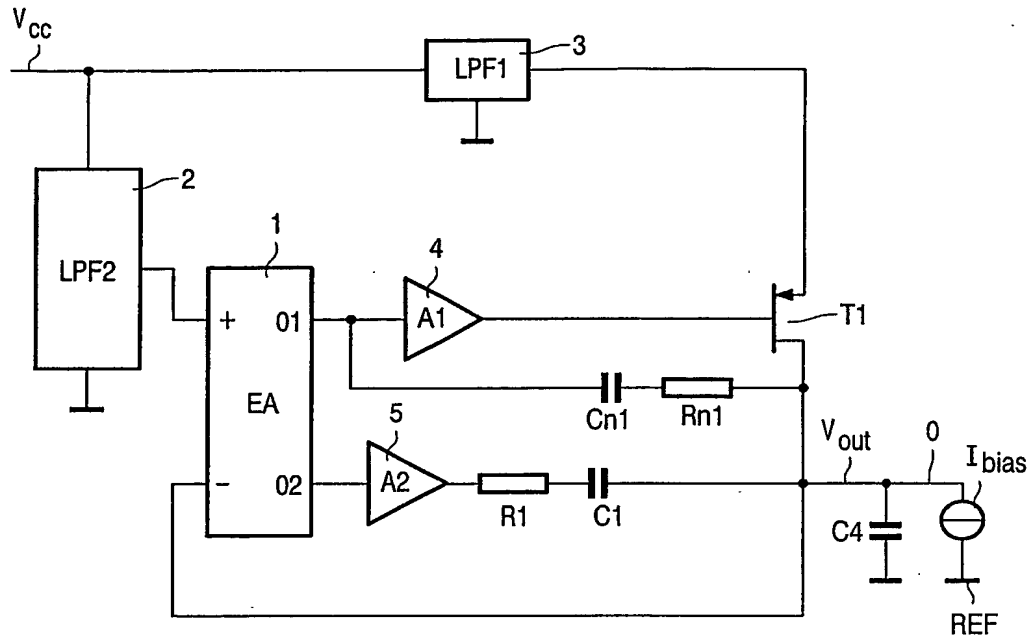 Vcc
3
LPF1
2
LPF2
1
+
01
EA
-
02
4
A1
T1
Cn1
Rn1
5
A2
R1
C1
Vout
0
Ibias
C4
REF